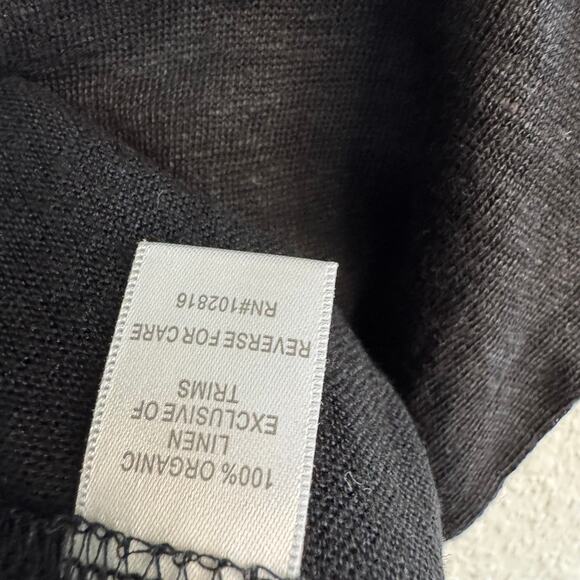 100% ORGANIC
LINEN
EXCLUSIVE OF
TRIMS
REVERSE FOR CARE
RN#102816